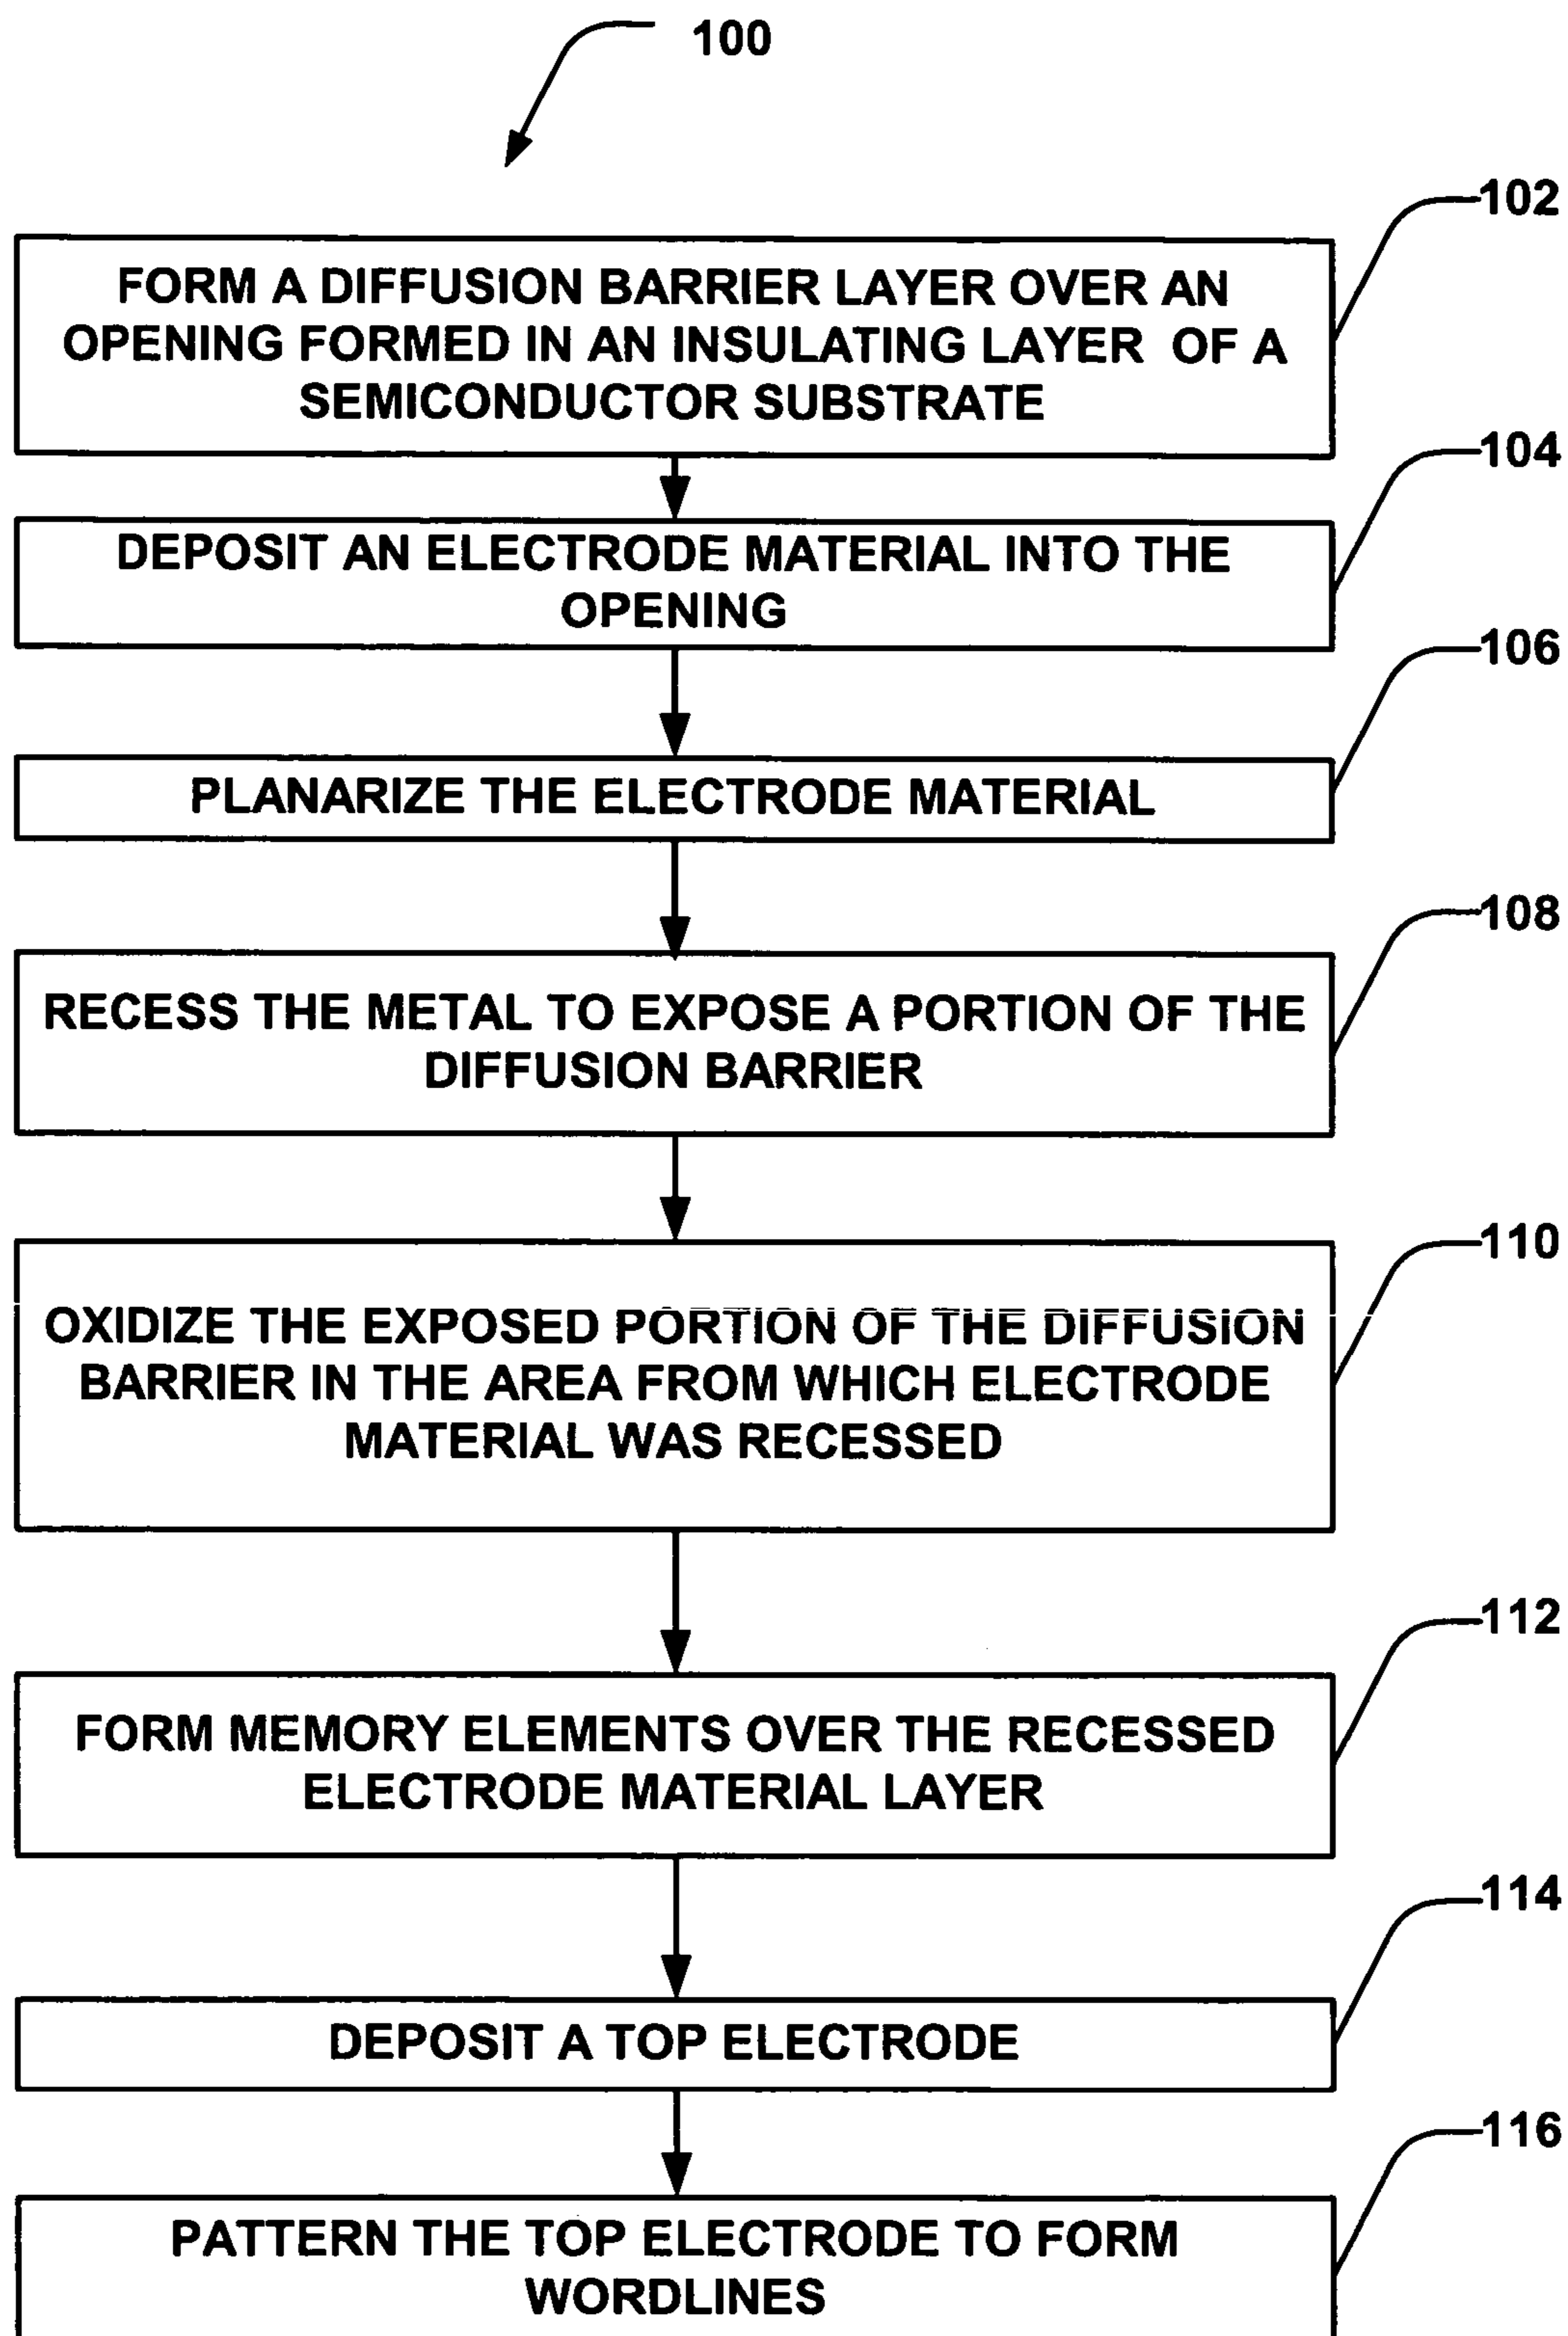 100
102
FORM A DIFFUSION BARRIER LAYER OVER AN
OPENING FORMED IN AN INSULATING LAYER OF A
SEMICONDUCTOR SUBSTRATE
104
DEPOSIT AN ELECTRODE MATERIAL INTO THE
OPENING
106
PLANARIZE THE ELECTRODE MATERIAL
108
RECESS THE METAL TO EXPOSE A PORTION OF THE
DIFFUSION BARRIER
110
OXIDIZE THE EXPOSED PORTION OF THE DIFFUSION
BARRIER IN THE AREA FROM WHICH ELECTRODE
MATERIAL WAS RECESSED
112
FORM MEMORY ELEMENTS OVER THE RECESSED
ELECTRODE MATERIAL LAYER
114
DEPOSIT A TOP ELECTRODE
116
PATTERN THE TOP ELECTRODE TO FORM
WORDLINES